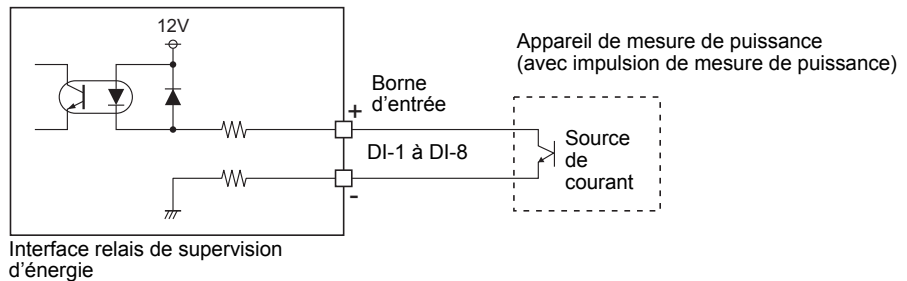 12V
Appareil de mesure de puissance
(avec impulsion de mesure de puissance)
Borne
d'entrée
+
DI-1 à DI-8
-
Source
de
courant
Interface relais de supervision
d'énergie